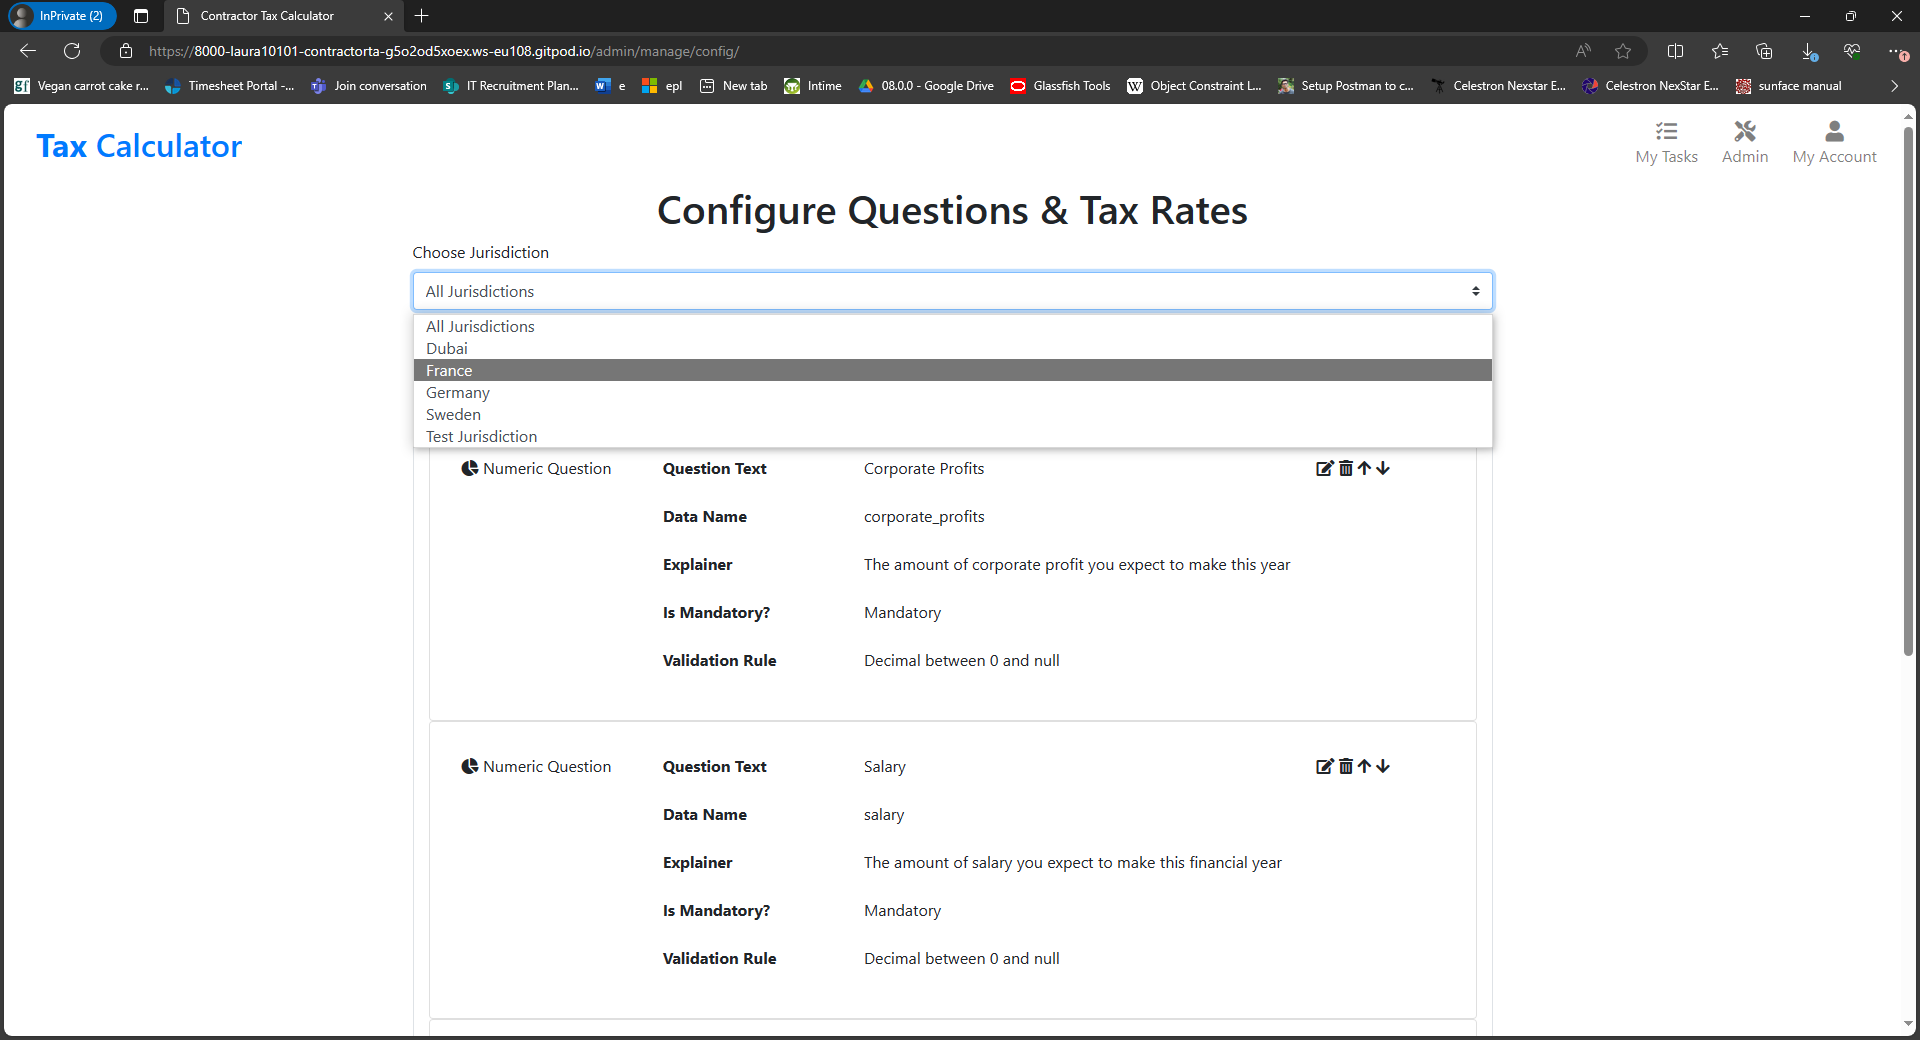 InPrivate (2)
Contractor Tax Calculator
https://8000-laura10101-contractorta-g5o2od5xoex.ws-eu108.gitpod.io/admin/manage/config/
Vegan carrot cake r...
Timesheet Portal -...
Join conversation
IT Recruitment Plan...
e
epl
New tab
Intime
08.0.0 - Google Drive
Glassfish Tools
Object Constraint L...
Setup Postman to c...
Celestron Nexstar E...
Celestron NexStar E...
sunface manual
Tax Calculator
My Tasks
Admin
My Account
Configure Questions & Tax Rates
Choose Jurisdiction
All Jurisdictions
All Jurisdictions
Dubai
France
Germany
Sweden
Test Jurisdiction
Numeric Question Question Text Corporate Profits
Data Name corporate_profits
Explainer The amount of corporate profit you expect to make this year
Is Mandatory? Mandatory
Validation Rule Decimal between 0 and null
Numeric Question Question Text Salary
Data Name salary
Explainer The amount of salary you expect to make this financial year
Is Mandatory? Mandatory
Validation Rule Decimal between 0 and null